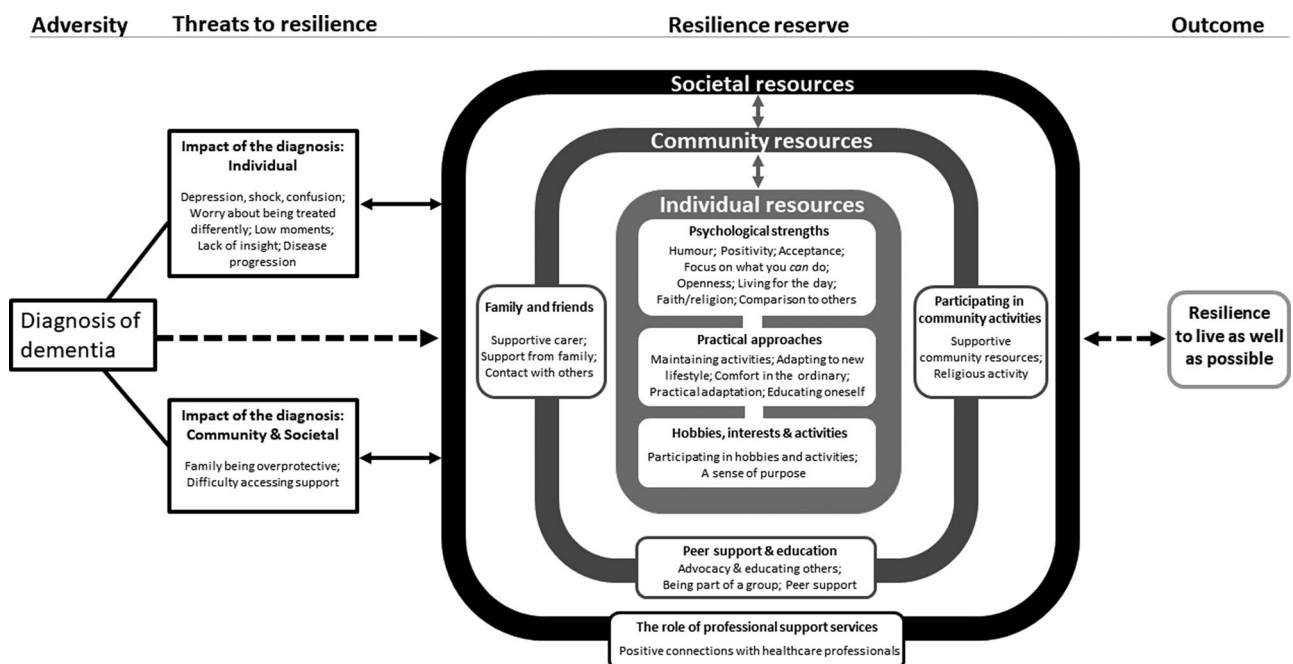 Adversity
Threats to resilience
Resilience reserve
Outcome
Diagnosis of
dementia
Impact of the diagnosis:
Individual
Depression, shock, confusion;
Worry about being treated
differently; Low moments;
Lack of insight; Disease
progression
Impact of the diagnosis:
Community & Societal
Family being overprotective;
Difficulty accessing support
Societal resources
Community resources
Individual resources
Psychological strengths
Humour; Positivity; Acceptance;
Focus on what you can do;
Openness; Living for the day;
Faith/religion; Comparison to others
Practical approaches
Maintaining activities; Adapting to new
lifestyle; Comfort in the ordinary;
Practical adaptation; Educating oneself
Hobbies, interests & activities
Participating in hobbies and activities;
A sense of purpose
Family and friends
Supportive carer;
Support from family;
Contact with others
Participating in
community activities
Supportive
community resources;
Religious activity
Peer support & education
Advocacy & educating others;
Being part of a group; Peer support
The role of professional support services
Positive connections with healthcare professionals
Resilience
to live as well
as possible